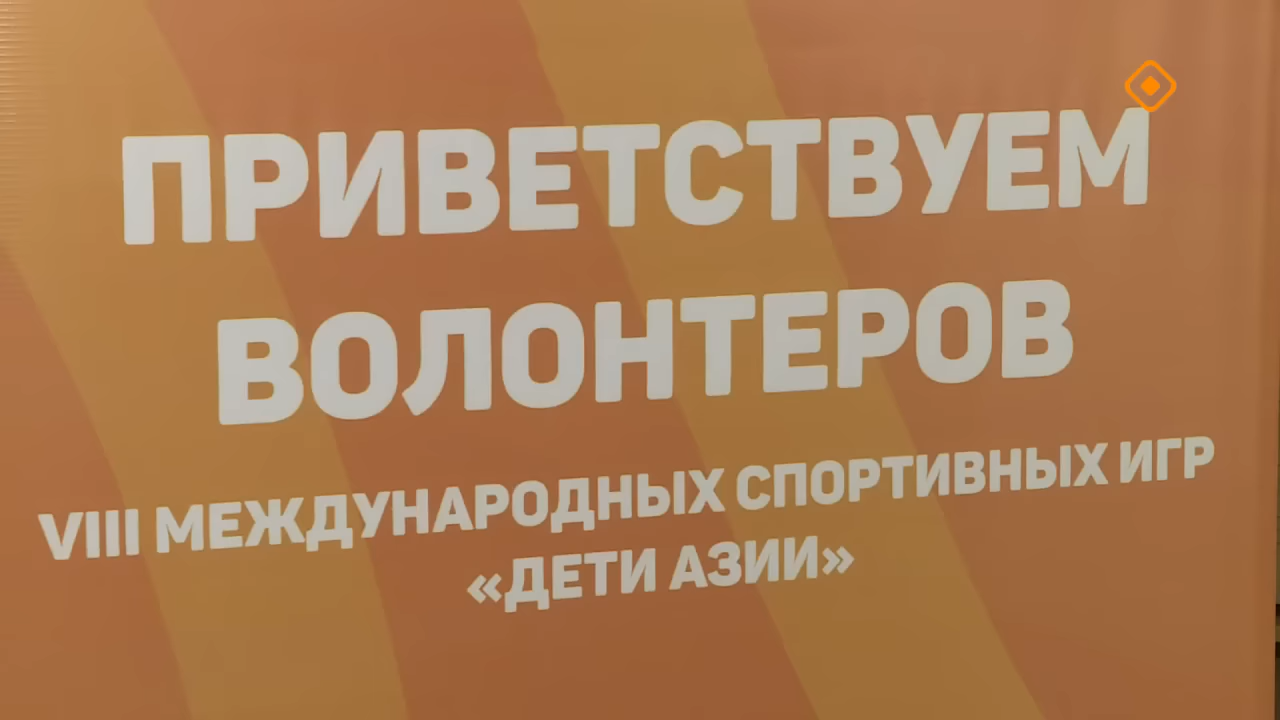 ПРИВЕТСТВУЕМ
ВОЛОНТЕРОВ
VIII МЕЖДУНАРОДНЫХ СПОРТИВНЫХ ИГР
«ДЕТИ АЗИИ»